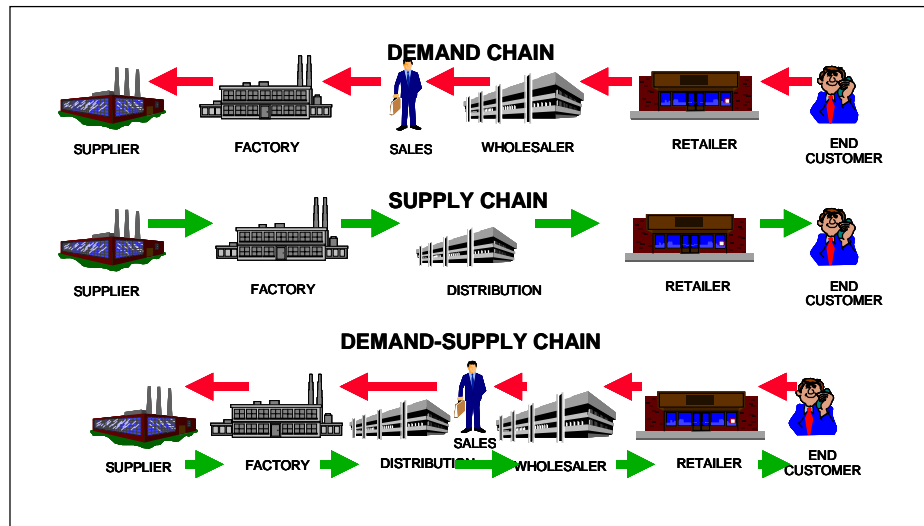 DEMAND CHAIN
SUPPLIER
FACTORY
SALES
WHOLESALER
RETAILER
END
CUSTOMER
SUPPLY CHAIN
SUPPLIER
FACTORY
DISTRIBUTION
RETAILER
END
CUSTOMER
DEMAND-SUPPLY CHAIN
SUPPLIER
FACTORY
DISTRIBUTION
SALES
WHOLESALER
RETAILER
END
CUSTOMER